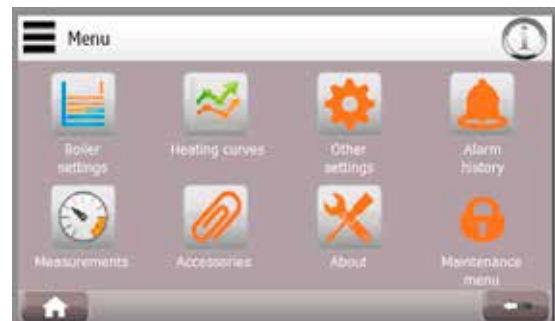 Menu
Boiler
settings
Heating curves
Other
settings
Alarm
history
Measurements
Accessories
About
Maintenance
menu